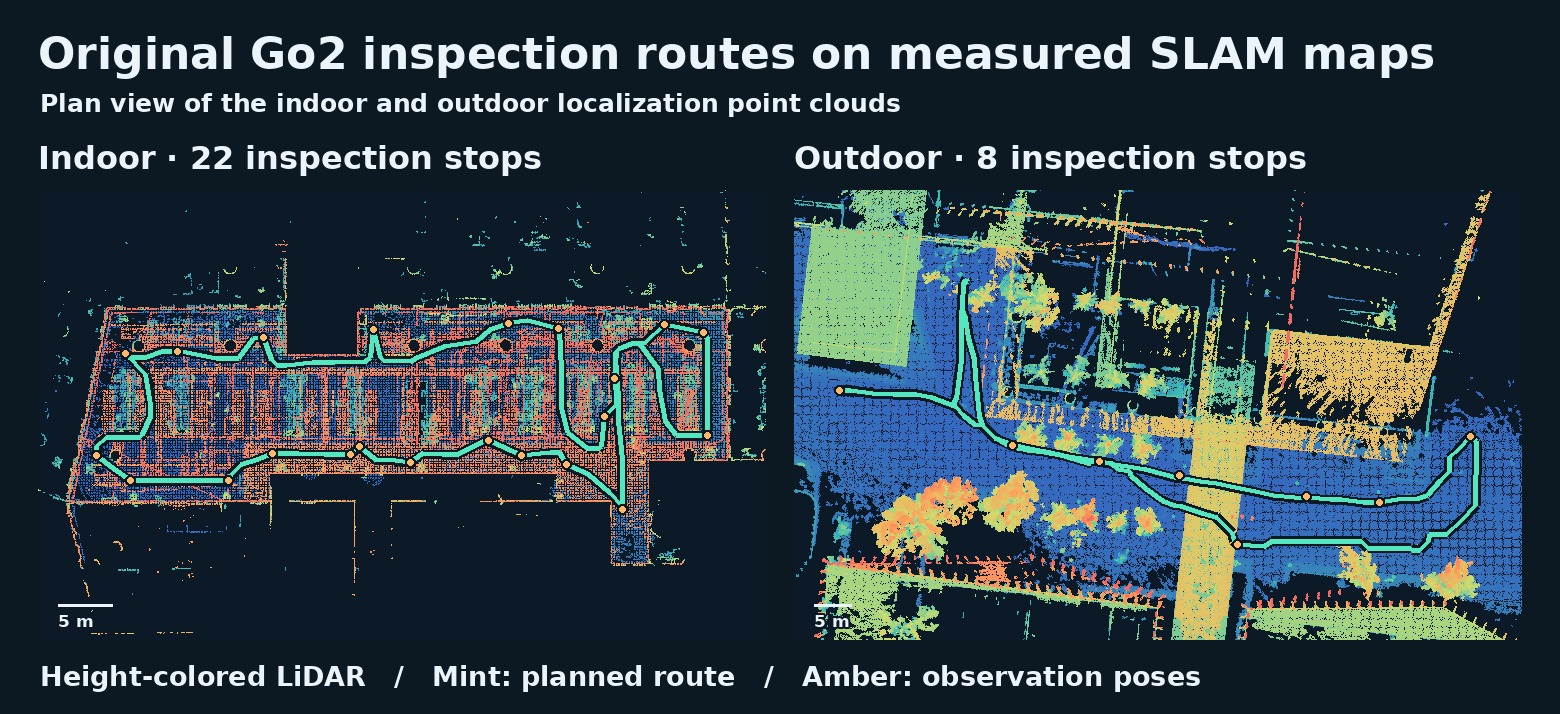 Original Go2 inspection routes on measured SLAM maps
Plan view of the indoor and outdoor localization point clouds
Indoor · 22 inspection stops
Outdoor · 8 inspection stops
5 m
5 m
Height-colored LiDAR / Mint: planned route / Amber: observation poses